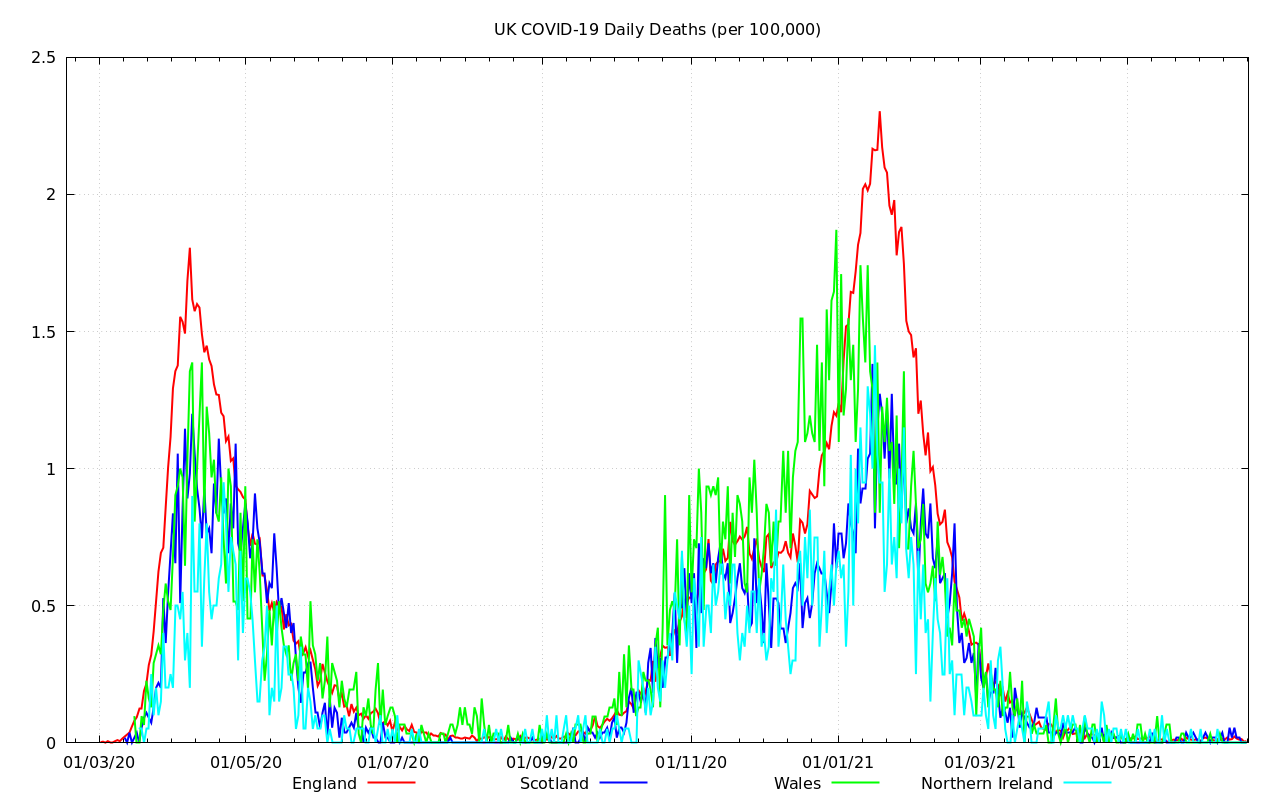 UK COVID-19 Daily Deaths (per 100,000)
2.5
2
1.5
1
0.5
0
01/03/20 01/05/20 01/07/20 01/09/20 01/11/20 01/01/21 01/03/21 01/05/21
England Scotland Wales Northern Ireland